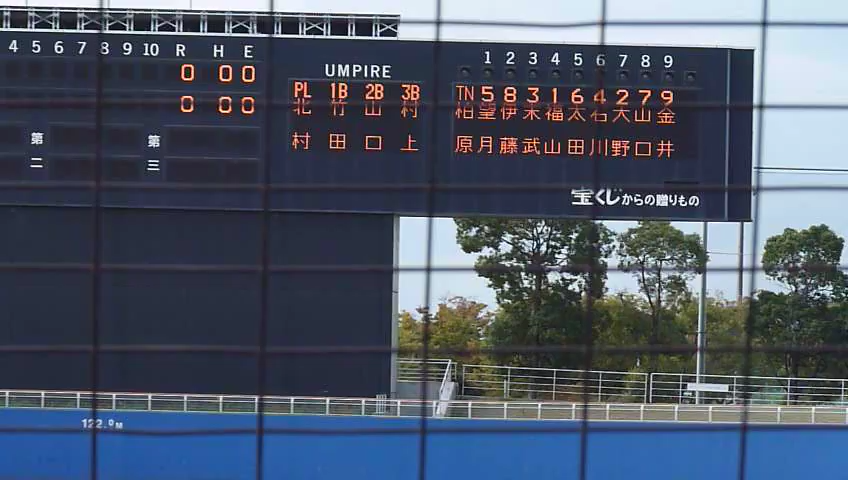 4 5 6 7 8 9 10 R H E
0 0 0
0 0 0
第二
第三
UMPIRE
PL 1B 2B 3B
北村 竹田 山口 村上
1 2 3 4 5 6 7 8 9
TN 5 8 3 1 6 4 2 7 9
柏原 望月 伊藤 来武 福山 太田 石川 大野 山口 金井
宝くじからの贈りもの
122.0M